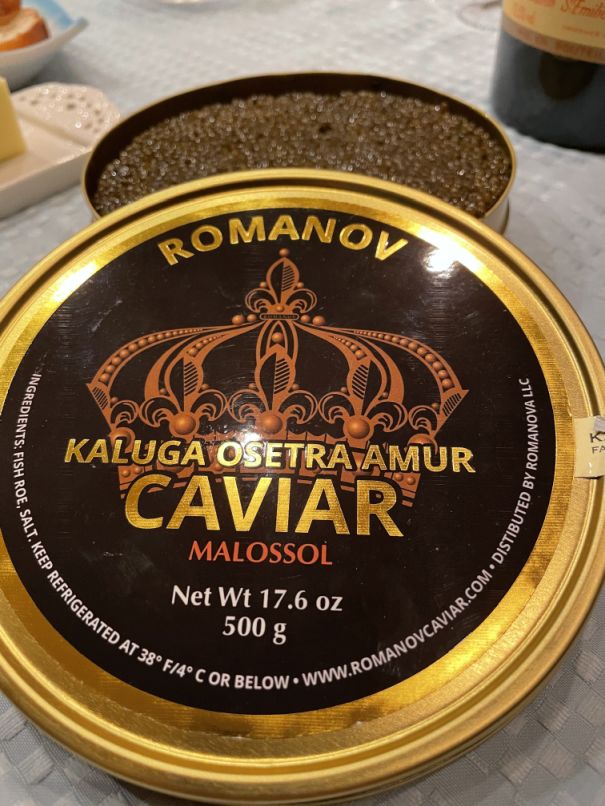 ROMANOV
ROMANOV
KALUGA OSETRA AMUR
CAVIAR
MALOSSOL
Net Wt 17.6 oz
500 g
INGREDIENTS: FISH ROE, SALT. KEEP REFRIGERATED AT 38° F/4° C OR BELOW • WWW.ROMANOVCAVIAR.COM • DISTRIBUTED BY ROMANOVA LLC